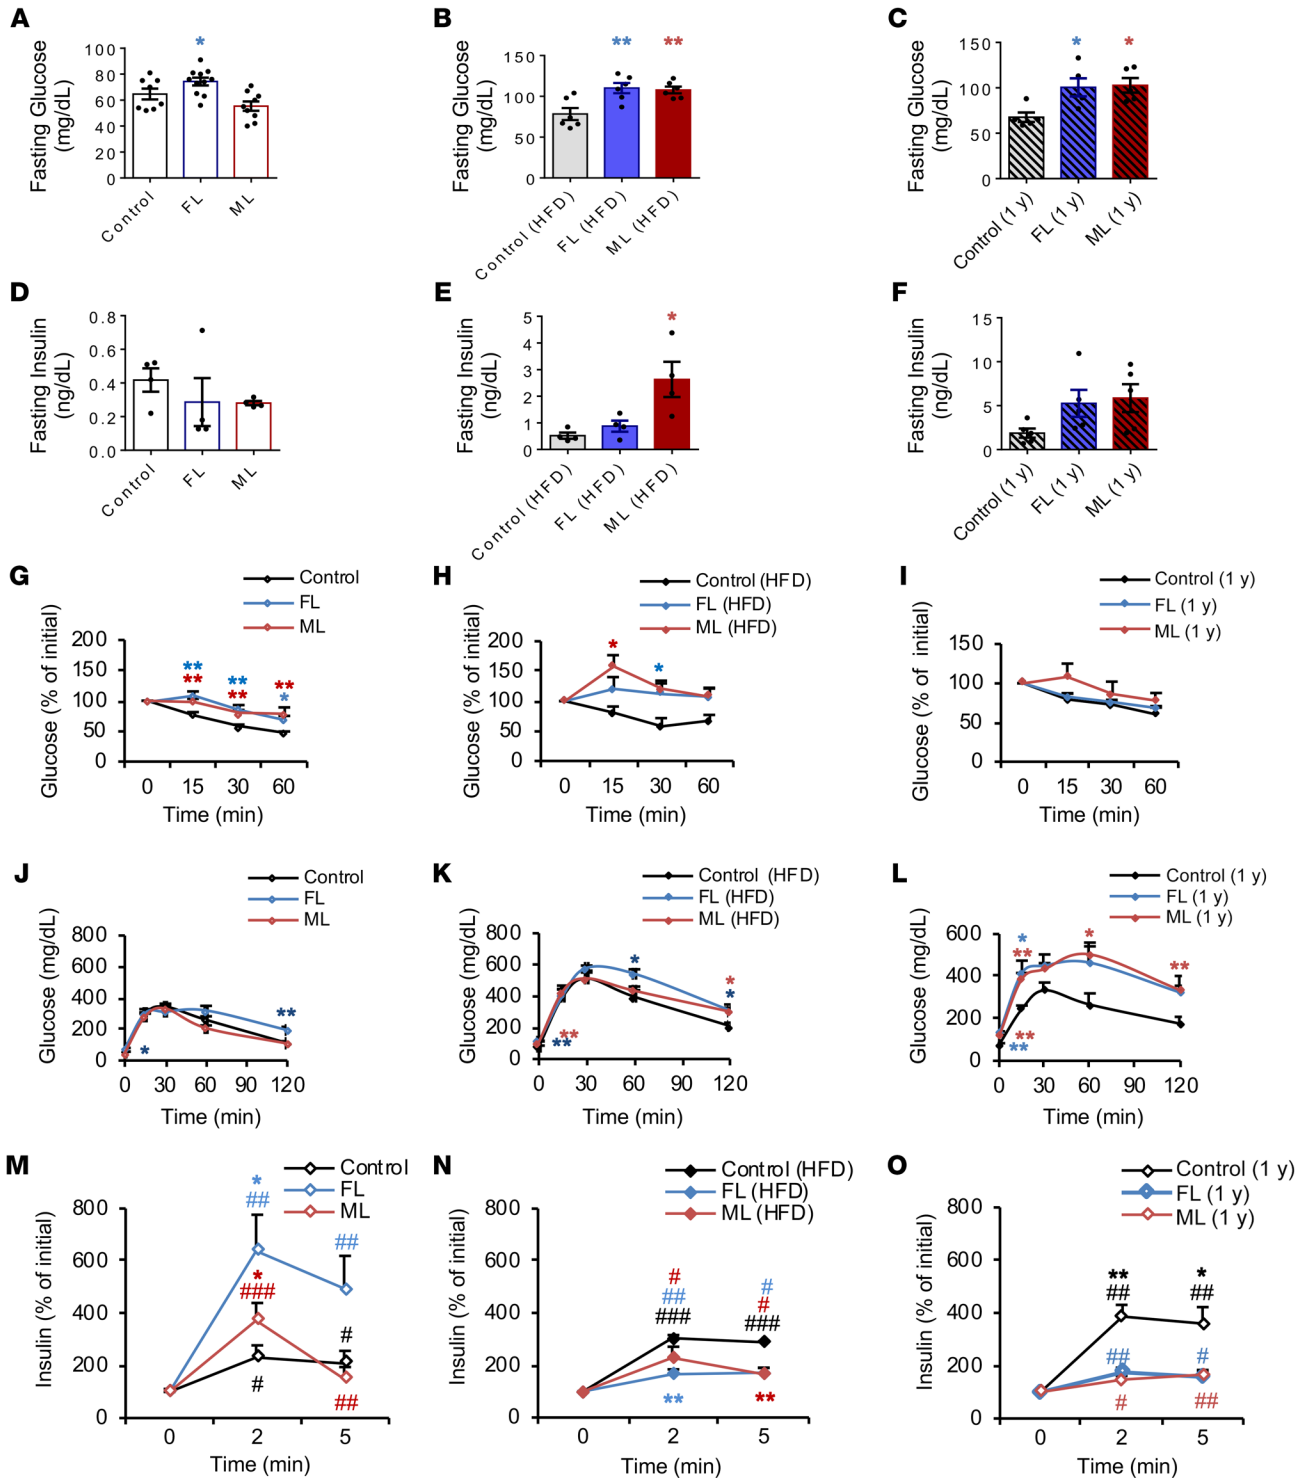 A
Fasting Glucose
(mg/dL)
100
80
60
40
20
0
*
Control
FL
ML
B
Fasting Glucose
(mg/dL)
150
100
50
0
**
**
Control (HFD)
FL (HFD)
ML (HFD)
C
Fasting Glucose
(mg/dL)
150
100
50
0
*
*
Control (1 y)
FL (1 y)
ML (1 y)
D
Fasting Insulin
(ng/dL)
0.8
0.6
0.4
0.2
0.0
Control
FL
ML
E
Fasting Insulin
(ng/dL)
5
4
3
2
1
0
*
Control (HFD)
FL (HFD)
ML (HFD)
F
Fasting Insulin
(ng/dL)
15
10
5
0
Control (1 y)
FL (1 y)
ML (1 y)
G
Control
FL
ML
Glucose (% of initial)
200
150
100
50
0
**
**
**
**
**
*
0 15 30 60
Time (min)
H
Control (HFD)
FL (HFD)
ML (HFD)
Glucose (% of initial)
200
150
100
50
0
*
*
0 15 30 60
Time (min)
I
Control (1 y)
FL (1 y)
ML (1 y)
Glucose (% of initial)
150
100
50
0
0 15 30 60
Time (min)
J
Control
FL
ML
Glucose (mg/dL)
800
600
400
200
0
*
**
0 30 60 90 120
Time (min)
K
Control (HFD)
FL (HFD)
ML (HFD)
Glucose (mg/dL)
800
600
400
200
0
**
**
*
*
*
0 30 60 90 120
Time (min)
L
Control (1 y)
FL (1 y)
ML (1 y)
Glucose (mg/dL)
600
400
200
0
*
**
*
**
**
**
0 30 60 90 120
Time (min)
M
Control
FL
ML
Insulin (% of initial)
800
600
400
200
0
*
##
##
*
###
#
#
##
0 2 5
Time (min)
N
Control (HFD)
FL (HFD)
ML (HFD)
Insulin (% of initial)
800
600
400
200
0
#
##
###
#
#
###
**
**
0 2 5
Time (min)
O
Control (1 y)
FL (1 y)
ML (1 y)
Insulin (% of initial)
800
600
400
200
0
**
##
*
##
##
#
#
##
0 2 5
Time (min)